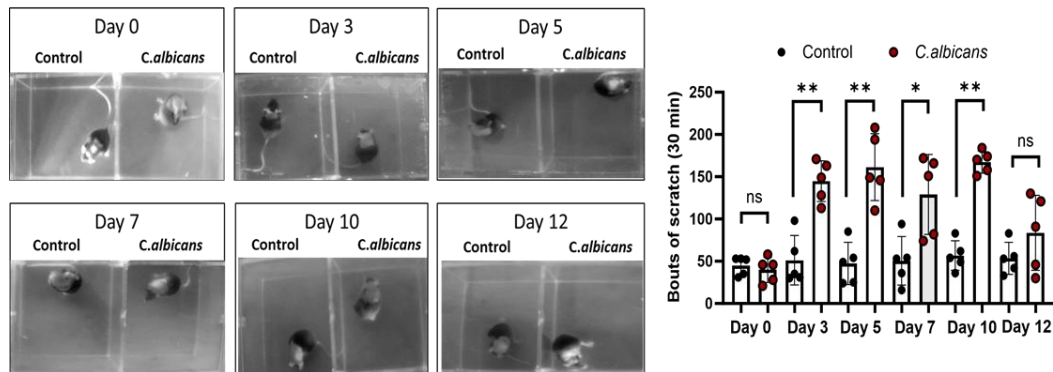 Day 0
Control C.albicans
Day 3
Control C.albicans
Day 5
Control C.albicans
Day 7
Control C.albicans
Day 10
Control C.albicans
Day 12
Control C.albicans
Control C.albicans
Bouts of scratch (30 min)
250
200
150
100
50
0
ns ** ** * ** ns
Day 0 Day 3 Day 5 Day 7 Day 10 Day 12